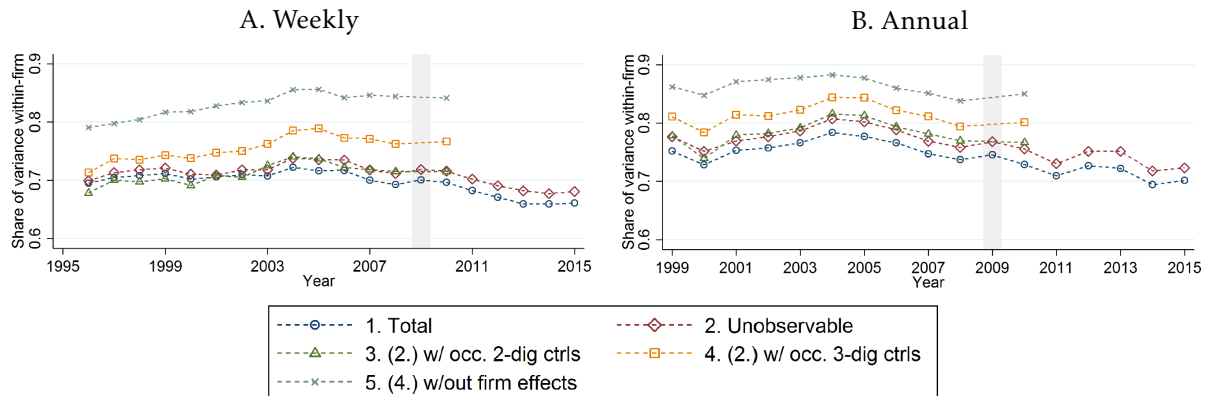 A. Weekly
B. Annual
Share of variance within-firm
0.9
0.8
0.7
0.6
1995
1999
2003
2007
2011
2015
Year
Share of variance within-firm
0.9
0.8
0.7
0.6
1999
2001
2003
2005
2007
2009
2011
2013
2015
Year
1. Total
2. Unobservable
3. (2.) w/ occ. 2-dig ctrls
4. (2.) w/ occ. 3-dig ctrls
5. (4.) w/out firm effects